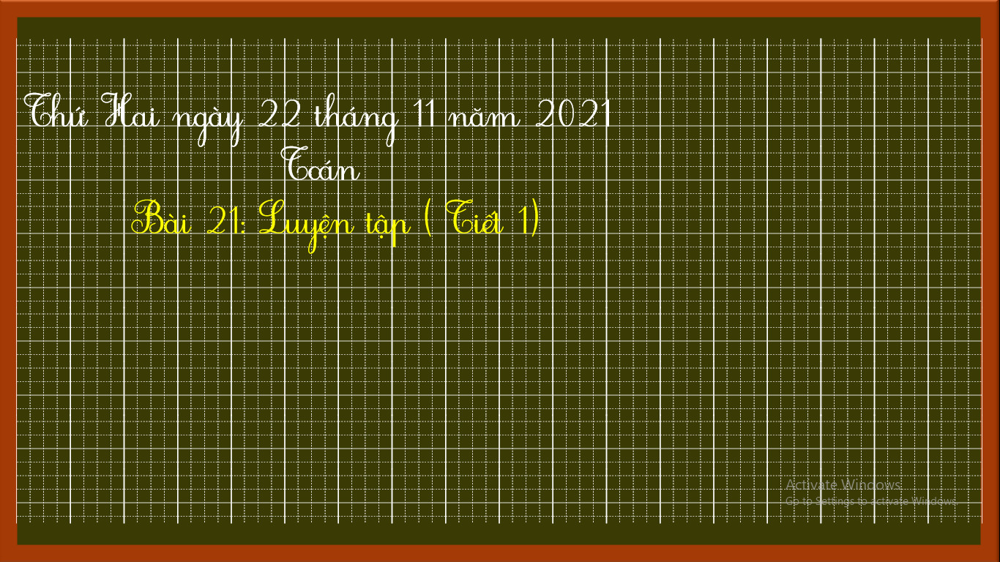 Thứ Hai ngày 22 tháng 11 năm 2021
Toán
Bài 21: Luyện tập ( Tiết 1)
Activate Windows
Go to Settings to activate Windows.